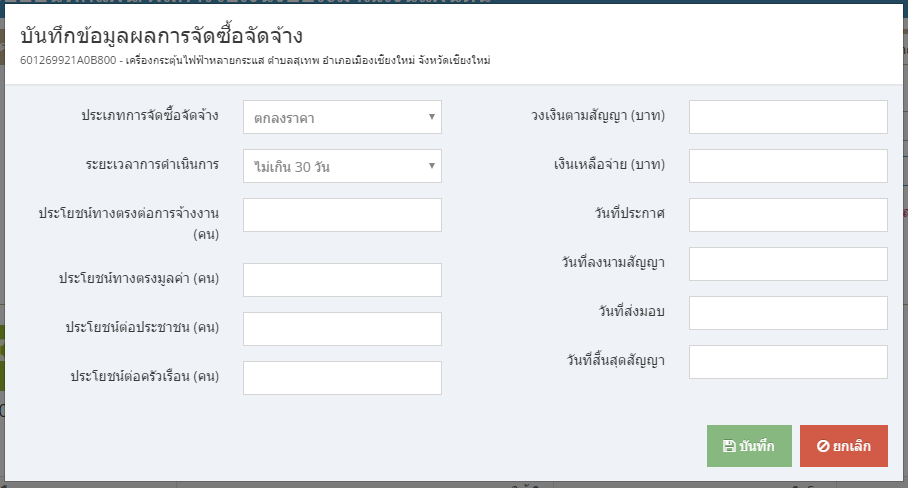 บันทึกข้อมูลผลการจัดซื้อจัดจ้าง
601269921A0B800 - เครื่องกระตุ้นไฟฟ้าหลายกระแส ตำบลสุเทพ อำเภอเมืองเชียงใหม่ จังหวัดเชียงใหม่
ประเภทการจัดซื้อจัดจ้าง
ตกลงราคา
ระยะเวลาการดำเนินการ
ไม่เกิน 30 วัน
ประโยชน์ทางตรงต่อการจ้างงาน
(คน)
ประโยชน์ทางตรงมูลค่า (คน)
ประโยชน์ต่อประชาชน (คน)
ประโยชน์ต่อครัวเรือน (คน)
วงเงินตามสัญญา (บาท)
เงินเหลือจ่าย (บาท)
วันที่ประกาศ
วันที่ลงนามสัญญา
วันที่ส่งมอบ
วันที่สิ้นสุดสัญญา
บันทึก
ยกเลิก